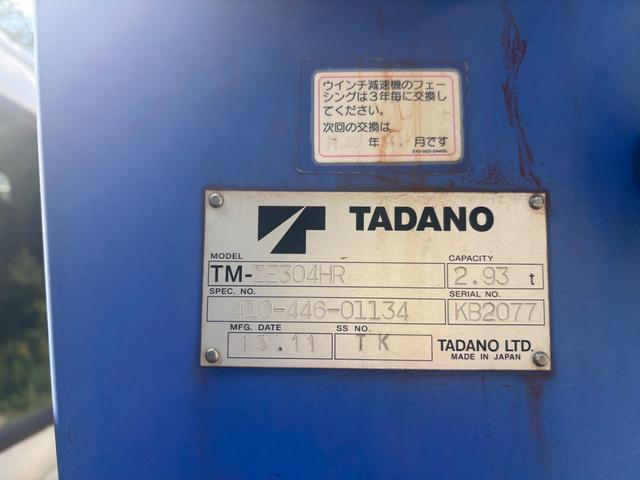 ウインチ減速機のフェー
シングは3年毎に交換し
てください。
次回の交換は
年 月です
TADANO
MODEL
TM-ZE304HR
CAPACITY
2.93 t
SPEC. NO.
410-446-01134
SERIAL NO.
KB2077
MFG. DATE
13.11
SS NO.
TK
TADANO LTD.
MADE IN JAPAN